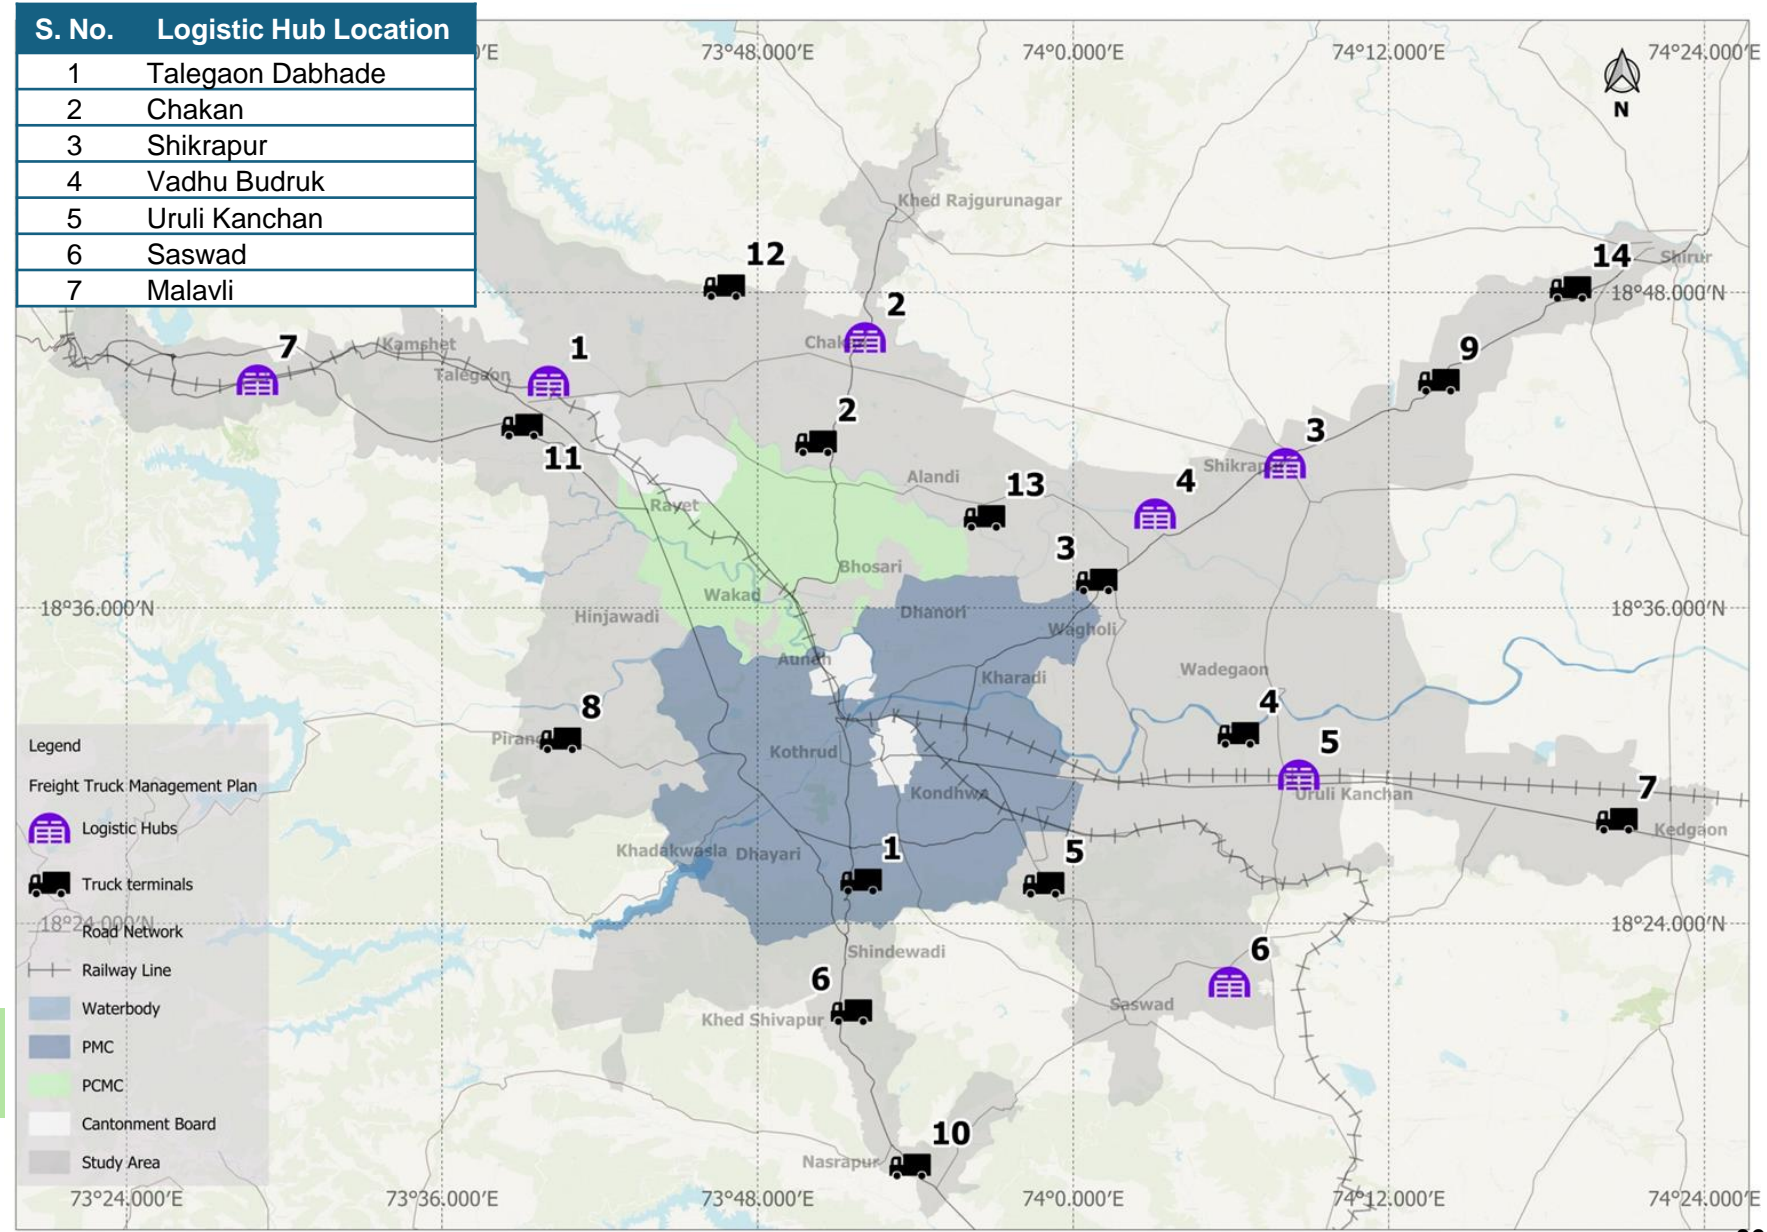 S. No. Logistic Hub Location
1 Talegaon Dabhade
2 Chakan
3 Shikrapur
4 Vadhu Budruk
5 Uruli Kanchan
6 Saswad
7 Malavli
73°48.000′E 74°0.000′E 74°12.000′E 74°24.000′E
N
Khed Rajgurunagar
12
14
Shirur
18°48.000′N
2
Chakan
7
Kamshet
1
9
Talegaon
2
3
11
Alandi
Shikrapur
13
4
Ravet
3
Bhosari
Wakad
18°36.000′N
Hinjawadi
Dhanori
18°36.000′N
Wagholi
Aundh
Wadegaon
Kharadi
8
4
Pirangut
Kothrud
5
Kondhwa
Uruli Kanchan
7
Kedgaon
Khadakwasla
Dhayari
1
5
18°24.000′N
18°24.000′N
Shindewadi
6
6
Saswad
Khed Shivapur
10
Nasrapur
Legend
Freight Truck Management Plan
Logistic Hubs
Truck terminals
Road Network
Railway Line
Waterbody
PMC
PCMC
Cantonment Board
Study Area
73°24.000′E 73°36.000′E 73°48.000′E 74°0.000′E 74°12.000′E 74°24.000′E